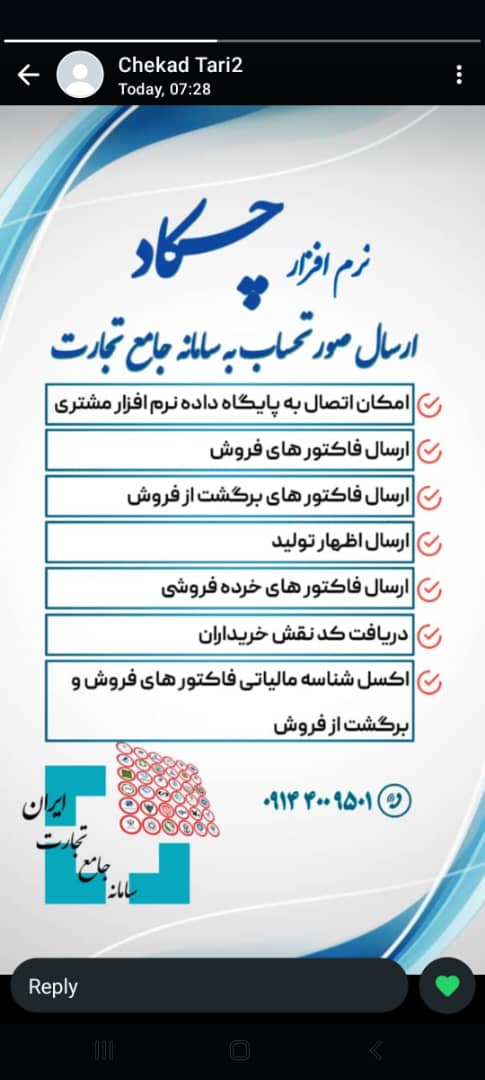 Chekad Tari2
Today, 07:28
نرم افزار چکاد
ارسال صورتحساب به سامانه جامع تجارت
امکان اتصال به پایگاه داده نرم افزار مشتری
ارسال فاکتور های فروش
ارسال فاکتور های برگشت از فروش
ارسال اظهار تولید
ارسال فاکتور های خرده فروشی
دریافت کد نقش خریداران
اکسل شناسه مالیاتی فاکتور های فروش و
برگشت از فروش
۰۹۱۴ ۴۰۰ ۹۵۰۱
ایران
تجارت
جامع
سامانه
Reply